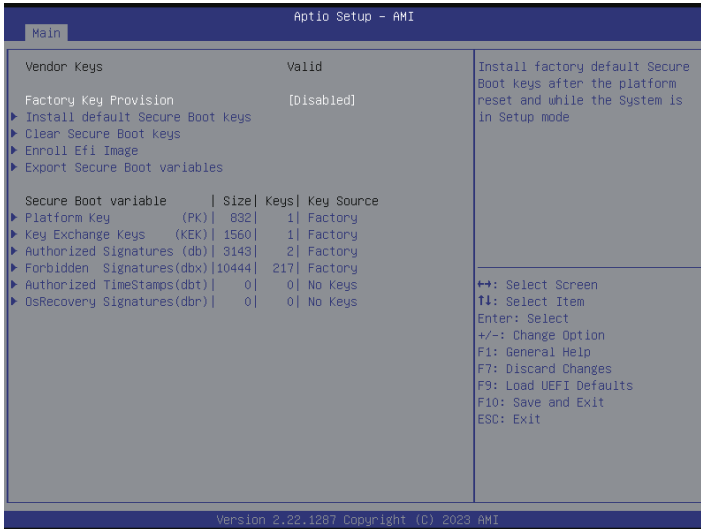 Aptio Setup – AMI
Main
Vendor Keys Valid
Factory Key Provision [Disabled]
Install default Secure Boot keys
Clear Secure Boot keys
Enroll Efi Image
Export Secure Boot variables
Secure Boot variable | Size| Keys| Key Source
Platform Key (PK)| 832| 1| Factory
Key Exchange Keys (KEK)| 1560| 1| Factory
Authorized Signatures (db)| 3143| 2| Factory
Forbidden Signatures(dbx)|10444| 217| Factory
Authorized TimeStamps(dbt)| 0| 0| No Keys
OsRecovery Signatures(dbr)| 0| 0| No Keys
Install factory default Secure
Boot keys after the platform
reset and while the System is
in Setup mode
↔: Select Screen
↑↓: Select Item
Enter: Select
+/-: Change Option
F1: General Help
F7: Discard Changes
F9: Load UEFI Defaults
F10: Save and Exit
ESC: Exit
Version 2.22.1287 Copyright (C) 2023 AMI